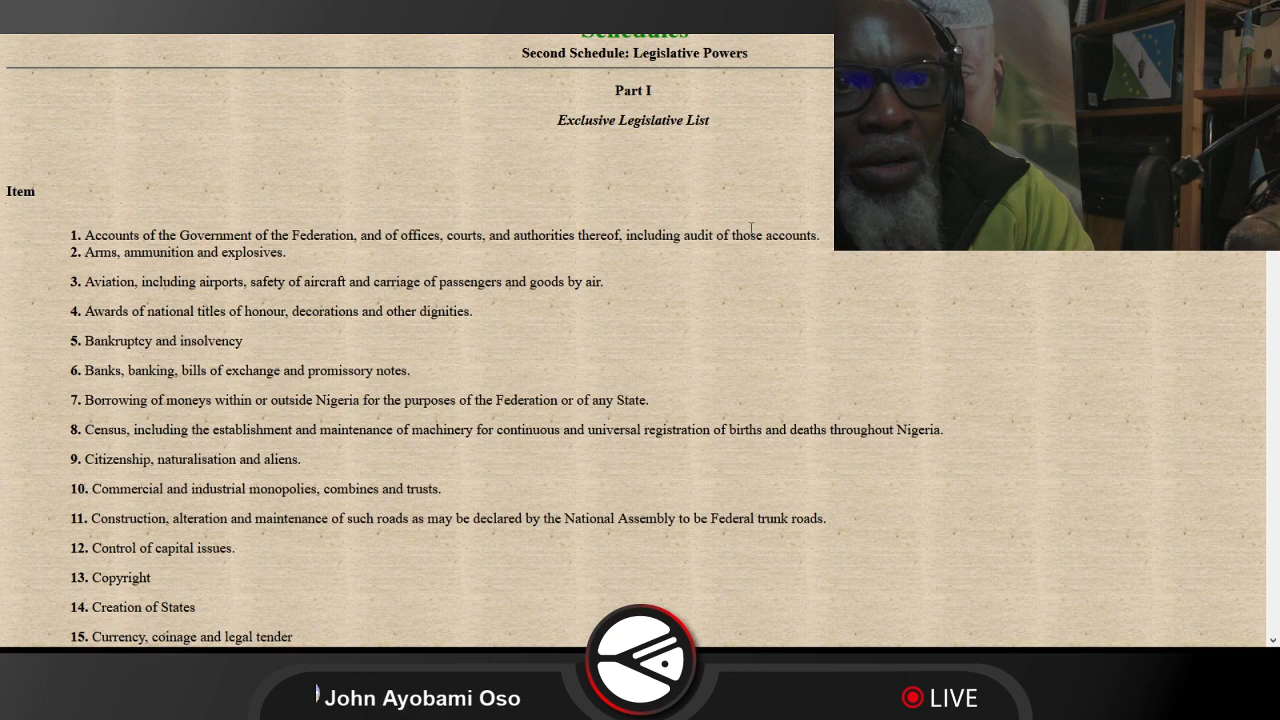 Schedules
Second Schedule: Legislative Powers
Part I
Exclusive Legislative List
Item
1. Accounts of the Government of the Federation, and of offices, courts, and authorities thereof, including audit of those accounts.
2. Arms, ammunition and explosives.
3. Aviation, including airports, safety of aircraft and carriage of passengers and goods by air.
4. Awards of national titles of honour, decorations and other dignities.
5. Bankruptcy and insolvency
6. Banks, banking, bills of exchange and promissory notes.
7. Borrowing of moneys within or outside Nigeria for the purposes of the Federation or of any State.
8. Census, including the establishment and maintenance of machinery for continuous and universal registration of births and deaths throughout Nigeria.
9. Citizenship, naturalisation and aliens.
10. Commercial and industrial monopolies, combines and trusts.
11. Construction, alteration and maintenance of such roads as may be declared by the National Assembly to be Federal trunk roads.
12. Control of capital issues.
13. Copyright
14. Creation of States
15. Currency, coinage and legal tender
John Ayobami Oso
LIVE